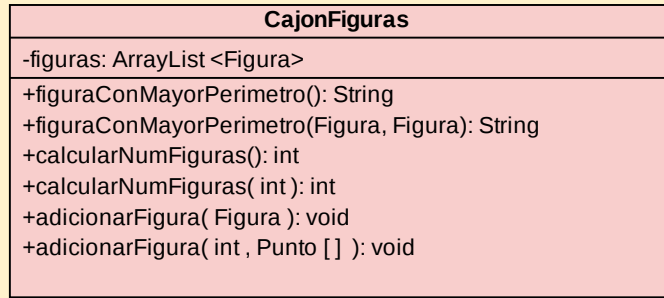 CajonFiguras
-figuras: ArrayList <Figura>
+figuraConMayorPerimetro(): String
+figuraConMayorPerimetro(Figura, Figura): String
+calcularNumFiguras(): int
+calcularNumFiguras( int ): int
+adicionarFigura( Figura ): void
+adicionarFigura( int , Punto [ ]  ): void